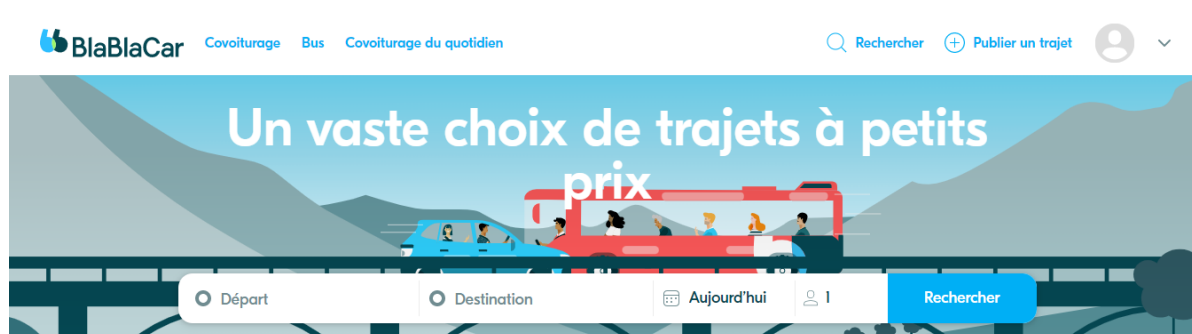 BlaBlaCar Covoiturage Bus Covoiturage du quotidien Rechercher Publier un trajet
Un vaste choix de trajets à petits
prix
Départ Destination Aujourd'hui 1 Rechercher